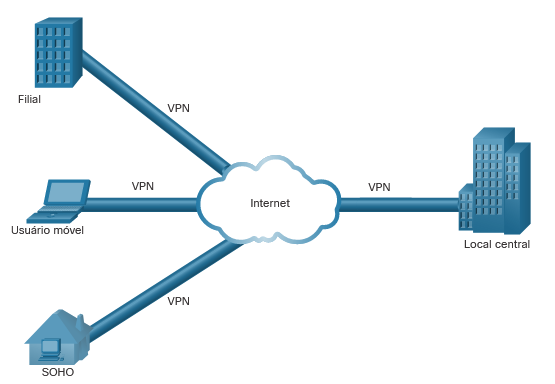 Filial
VPN
VPN
Usuário móvel
Internet
VPN
Local central
VPN
SOHO